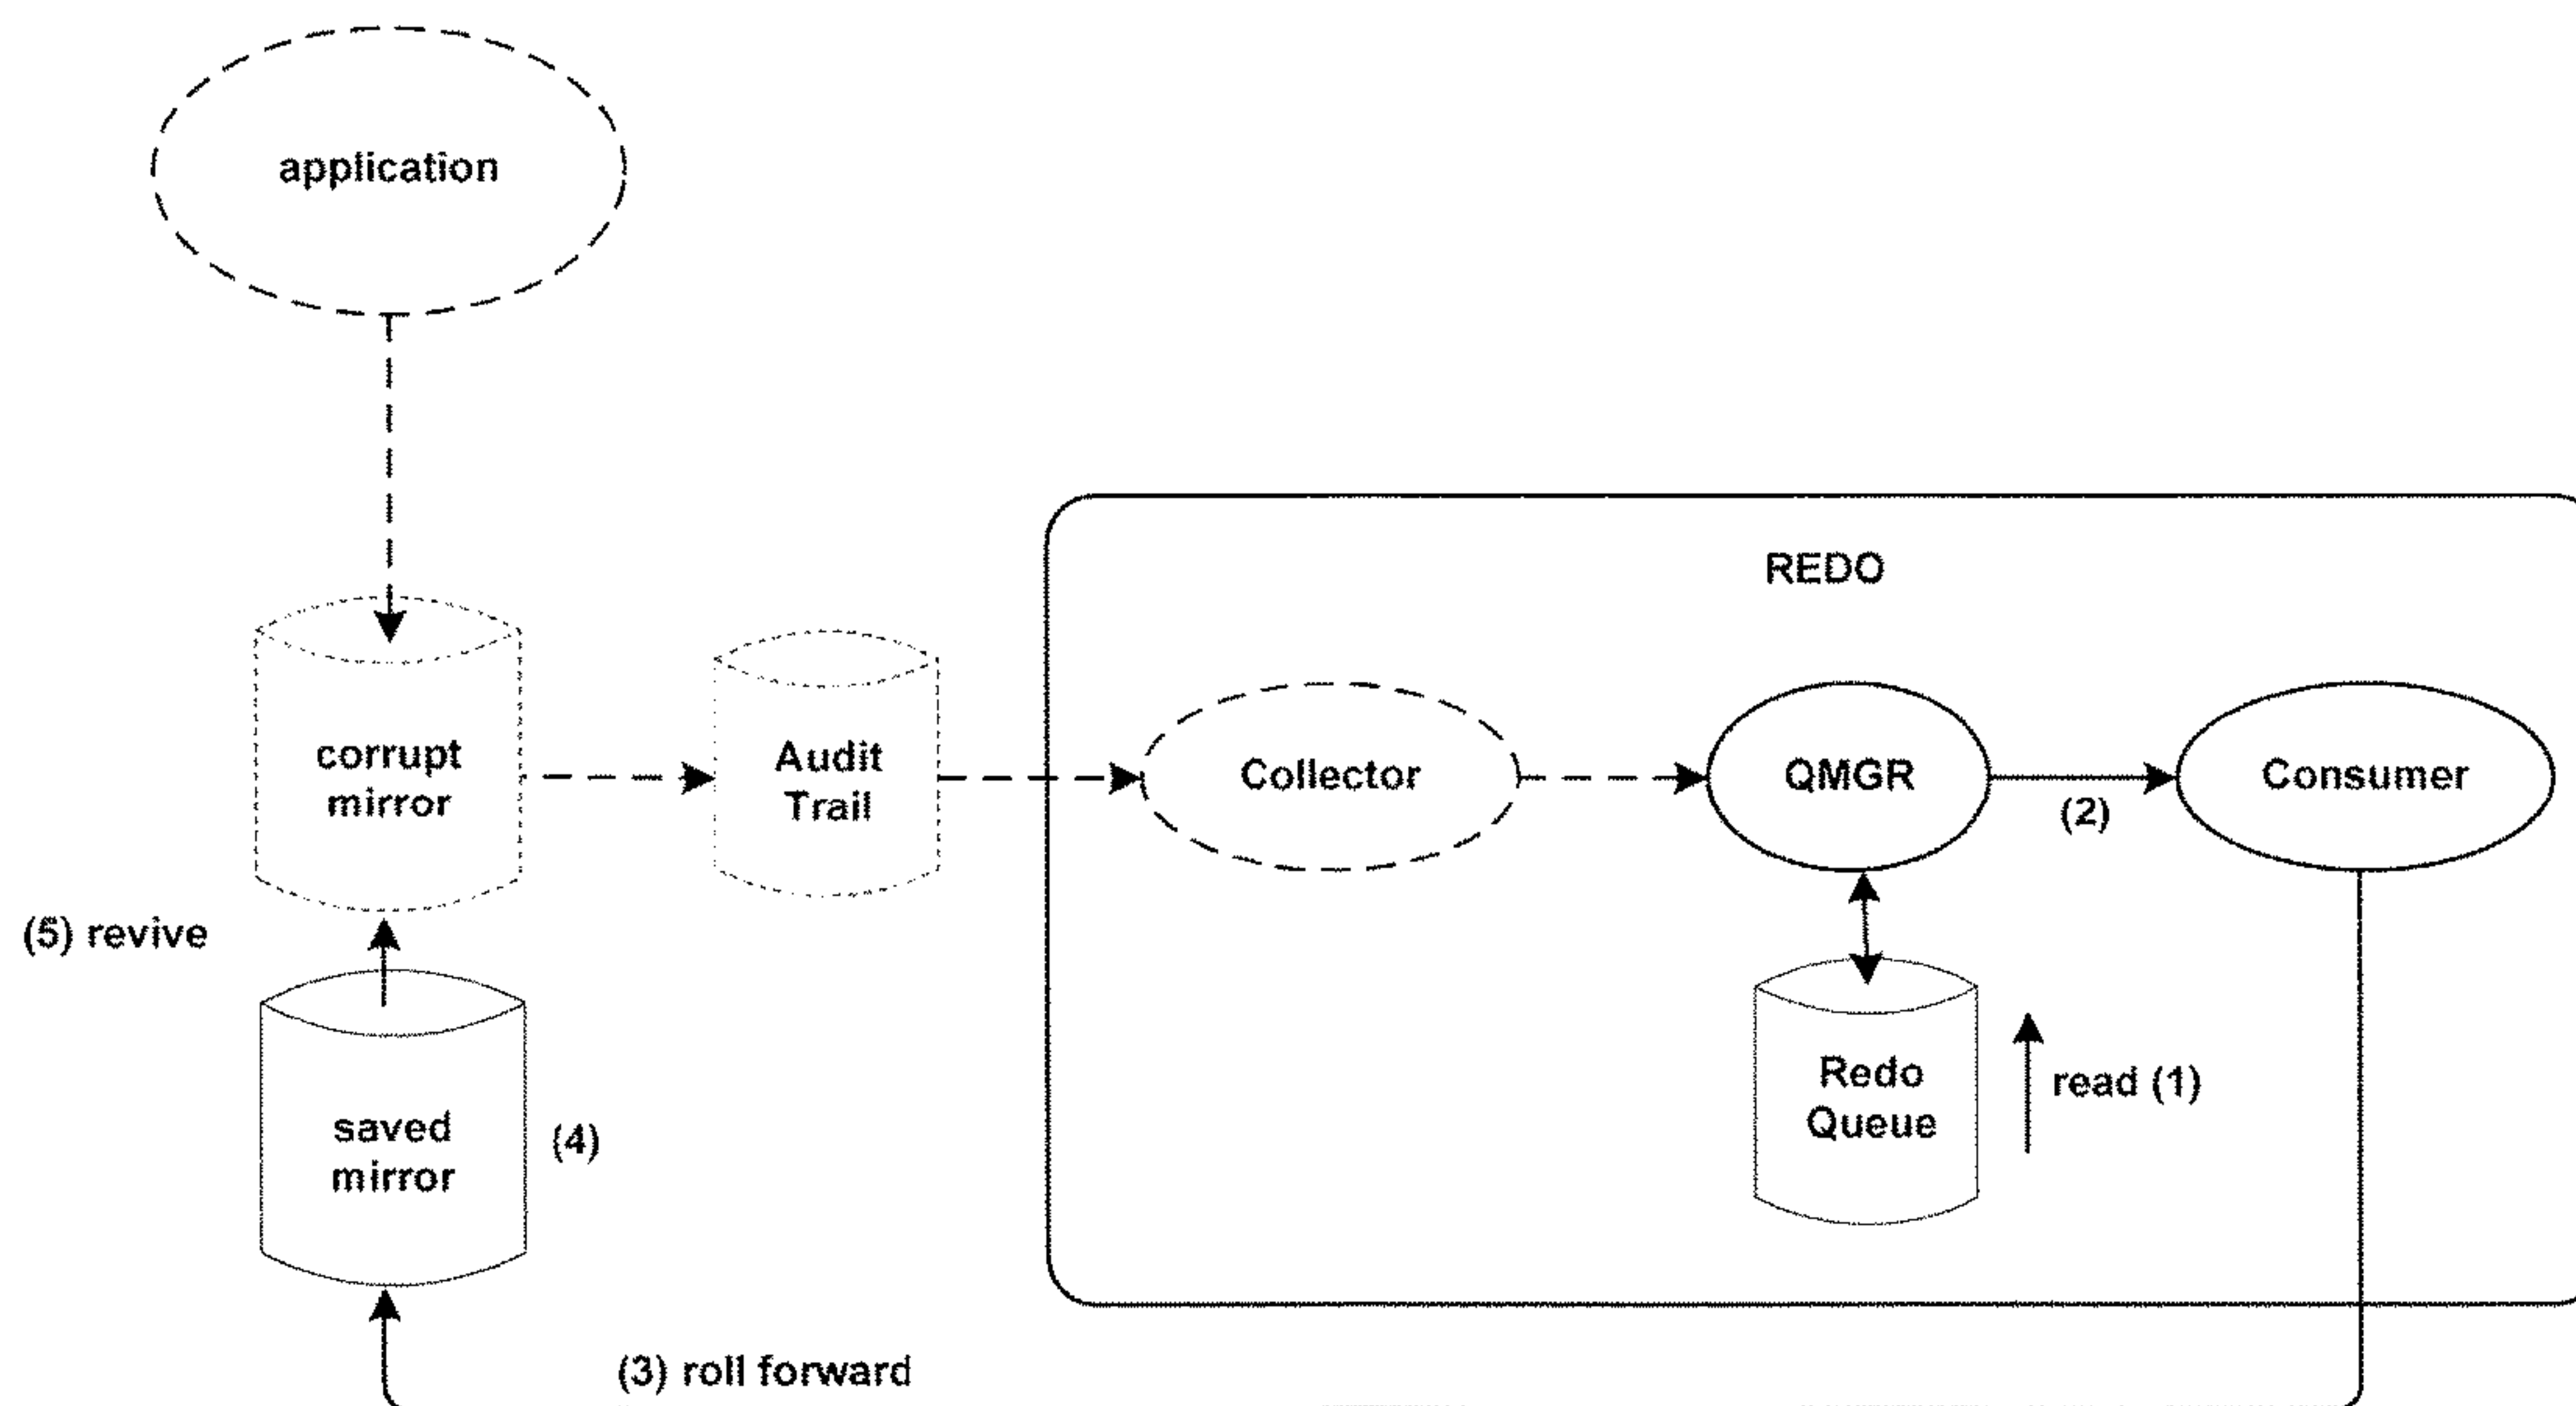 application
REDO
corrupt
mirror
Audit
Trail
Collector
QMGR
(2)
Consumer
(5) revive
saved
mirror
(4)
Redo
Queue
read (1)
(3) roll forward